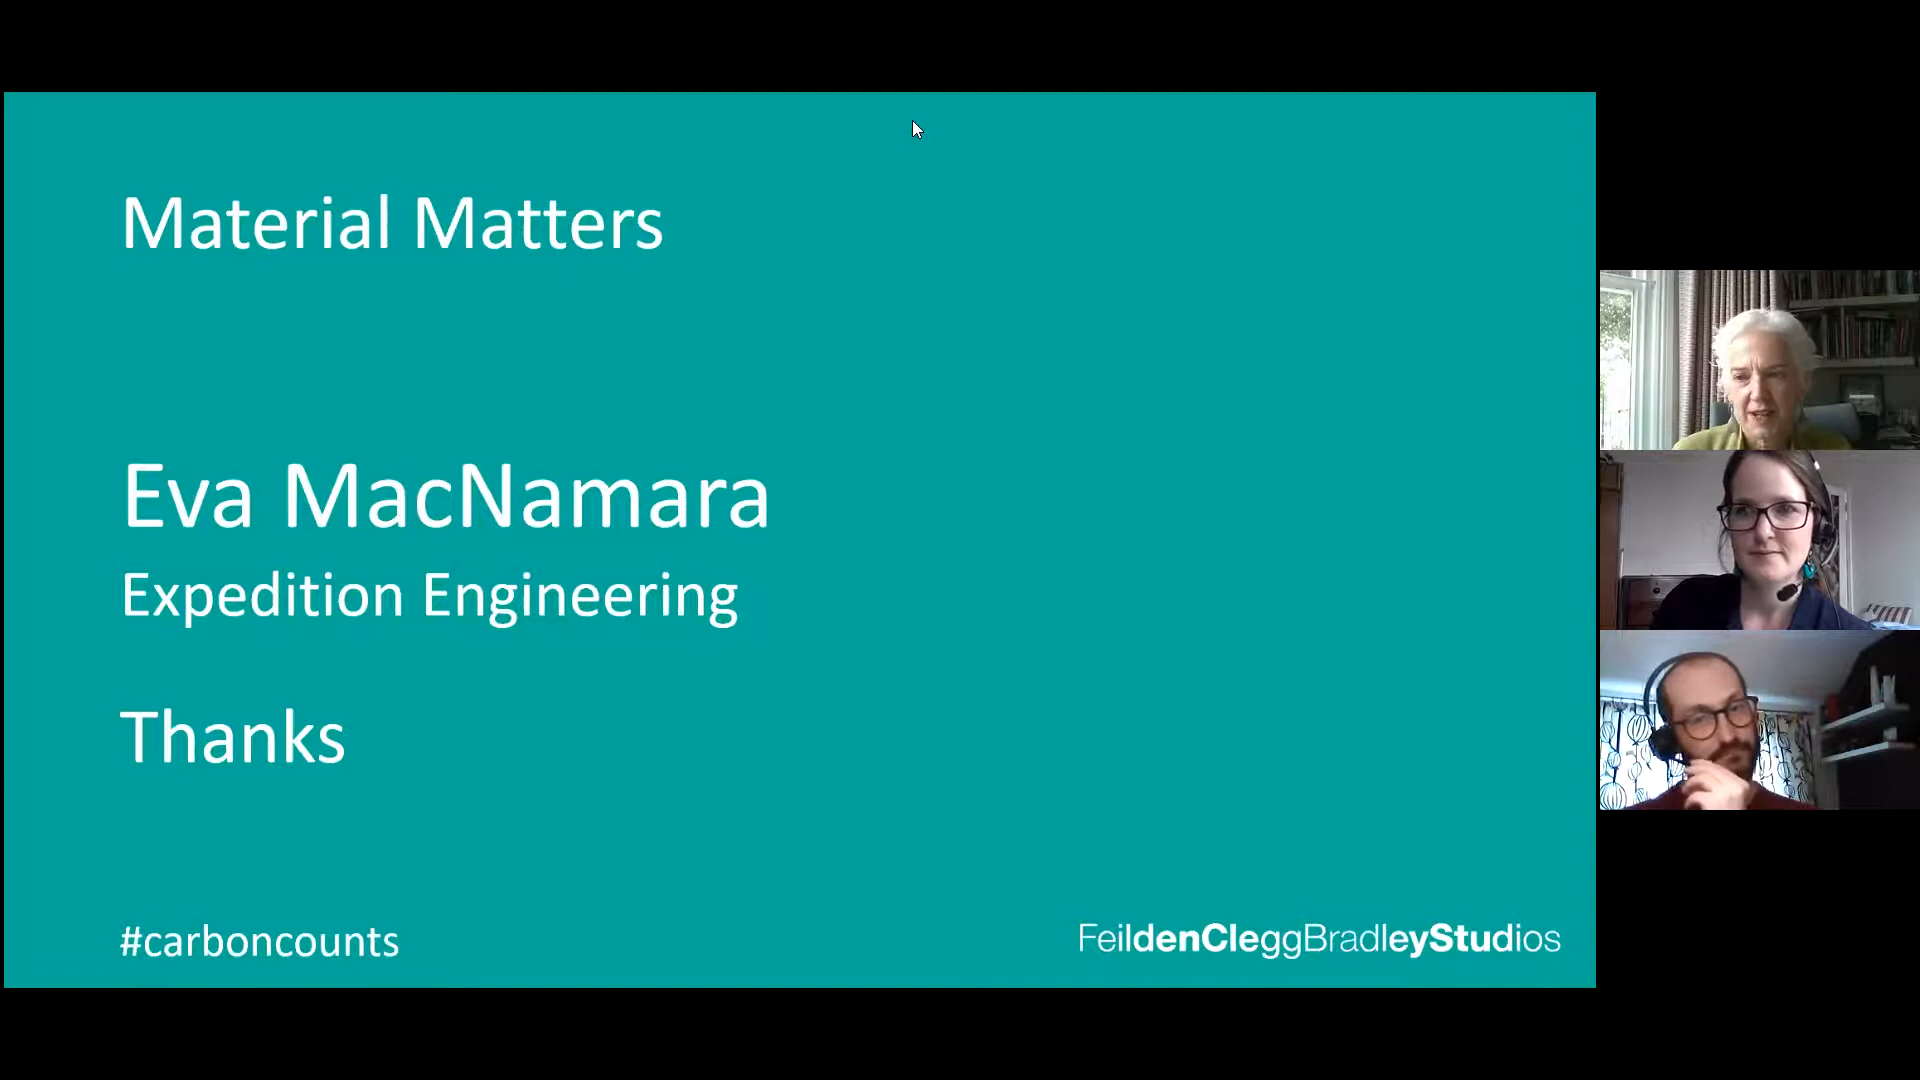 Material Matters
Eva MacNamara
Expedition Engineering
Thanks
#carboncounts
FeildenCleggBradleyStudios